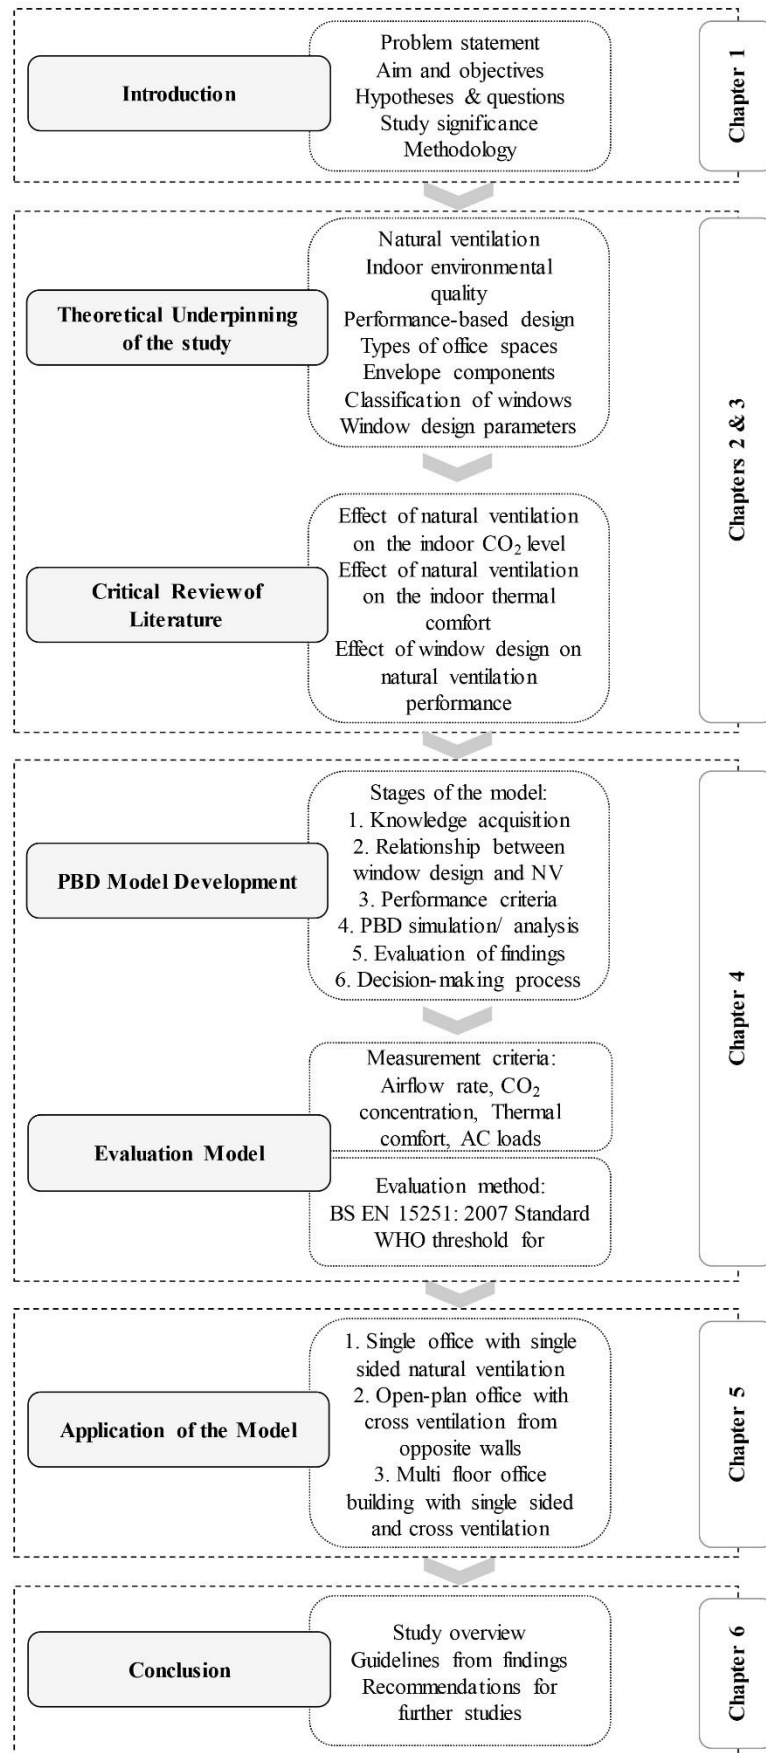 Introduction
Problem statement
Aim and objectives
Hypotheses & questions
Study significance
Methodology
Chapter 1
Theoretical Underpinning
of the study
Natural ventilation
Indoor environmental
quality
Performance-based design
Types of office spaces
Envelope components
Classification of windows
Window design parameters
Chapters 2 & 3
Critical Review of
Literature
Effect of natural ventilation
on the indoor CO₂ level
Effect of natural ventilation
on the indoor thermal
comfort
Effect of window design on
natural ventilation
performance
PBD Model Development
Stages of the model:
1. Knowledge acquisition
2. Relationship between
window design and NV
3. Performance criteria
4. PBD simulation/ analysis
5. Evaluation of findings
6. Decision-making process
Chapter 4
Evaluation Model
Measurement criteria:
Airflow rate, CO₂
concentration, Thermal
comfort, AC loads
Evaluation method:
BS EN 15251: 2007 Standard
WHO threshold for
Application of the Model
1. Single office with single
sided natural ventilation
2. Open-plan office with
cross ventilation from
opposite walls
3. Multi floor office
building with single sided
and cross ventilation
Chapter 5
Conclusion
Study overview
Guidelines from findings
Recommendations for
further studies
Chapter 6